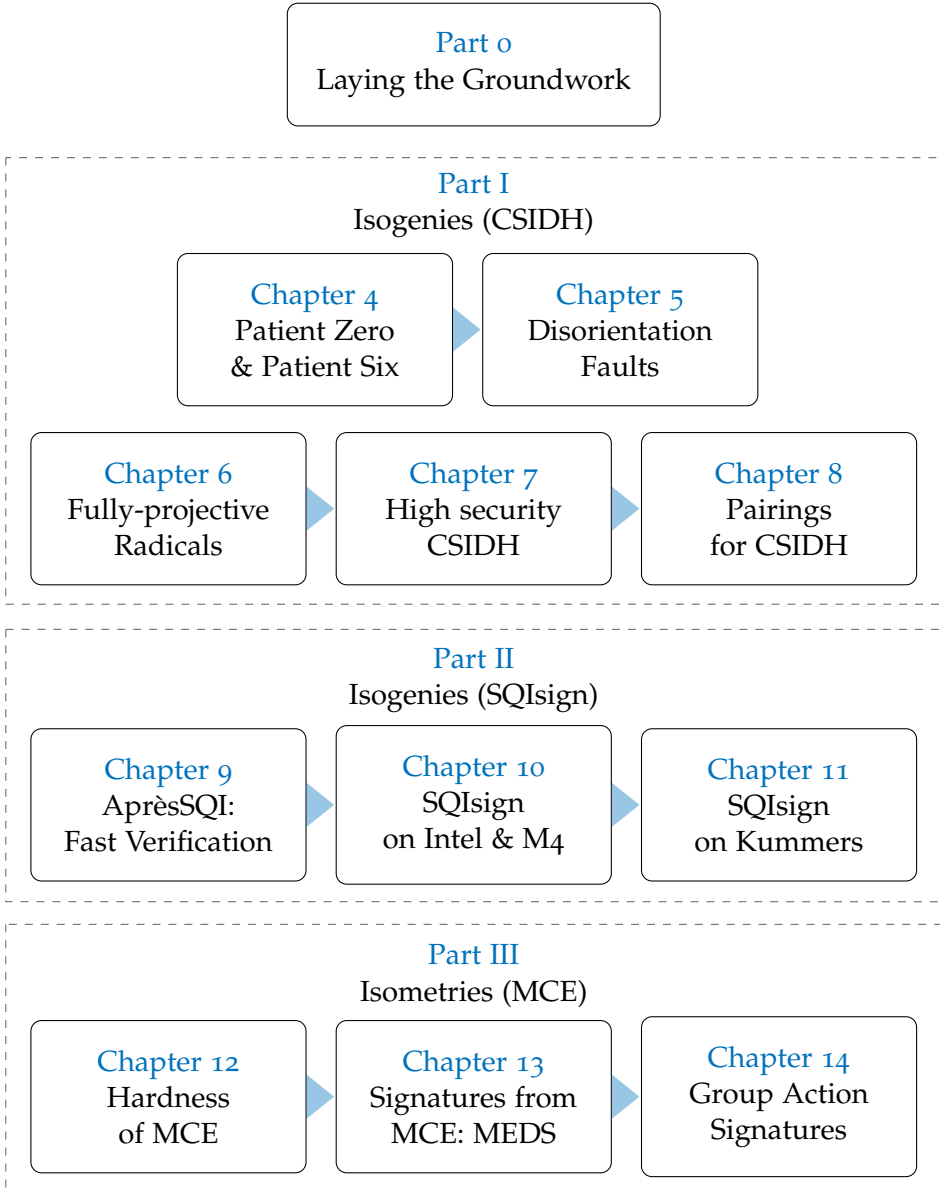 Part 0
Laying the Groundwork
Part I
Isogenies (CSIDH)
Chapter 4
Patient Zero
& Patient Six
Chapter 5
Disorientation
Faults
Chapter 6
Fully-projective
Radicals
Chapter 7
High security
CSIDH
Chapter 8
Pairings
for CSIDH
Part II
Isogenies (SQIsign)
Chapter 9
AprèsSQI:
Fast Verification
Chapter 10
SQIsign
on Intel & M4
Chapter 11
SQIsign
on Kummers
Part III
Isometries (MCE)
Chapter 12
Hardness
of MCE
Chapter 13
Signatures from
MCE: MEDS
Chapter 14
Group Action
Signatures